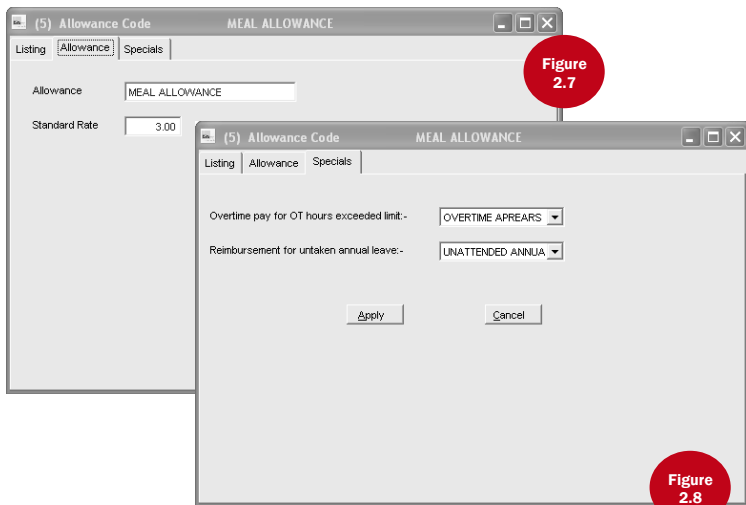 (5) Allowance Code MEAL ALLOWANCE
Listing Allowance Specials
Allowance MEAL ALLOWANCE
Standard Rate 3.00
Figure
2.7
(5) Allowance Code MEAL ALLOWANCE
Listing Allowance Specials
Overtime pay for OT hours exceeded limit:- OVERTIME APREARS
Reimbursement for untaken annual leave:- UNATTENDED ANNUA
Apply Cancel
Figure
2.8